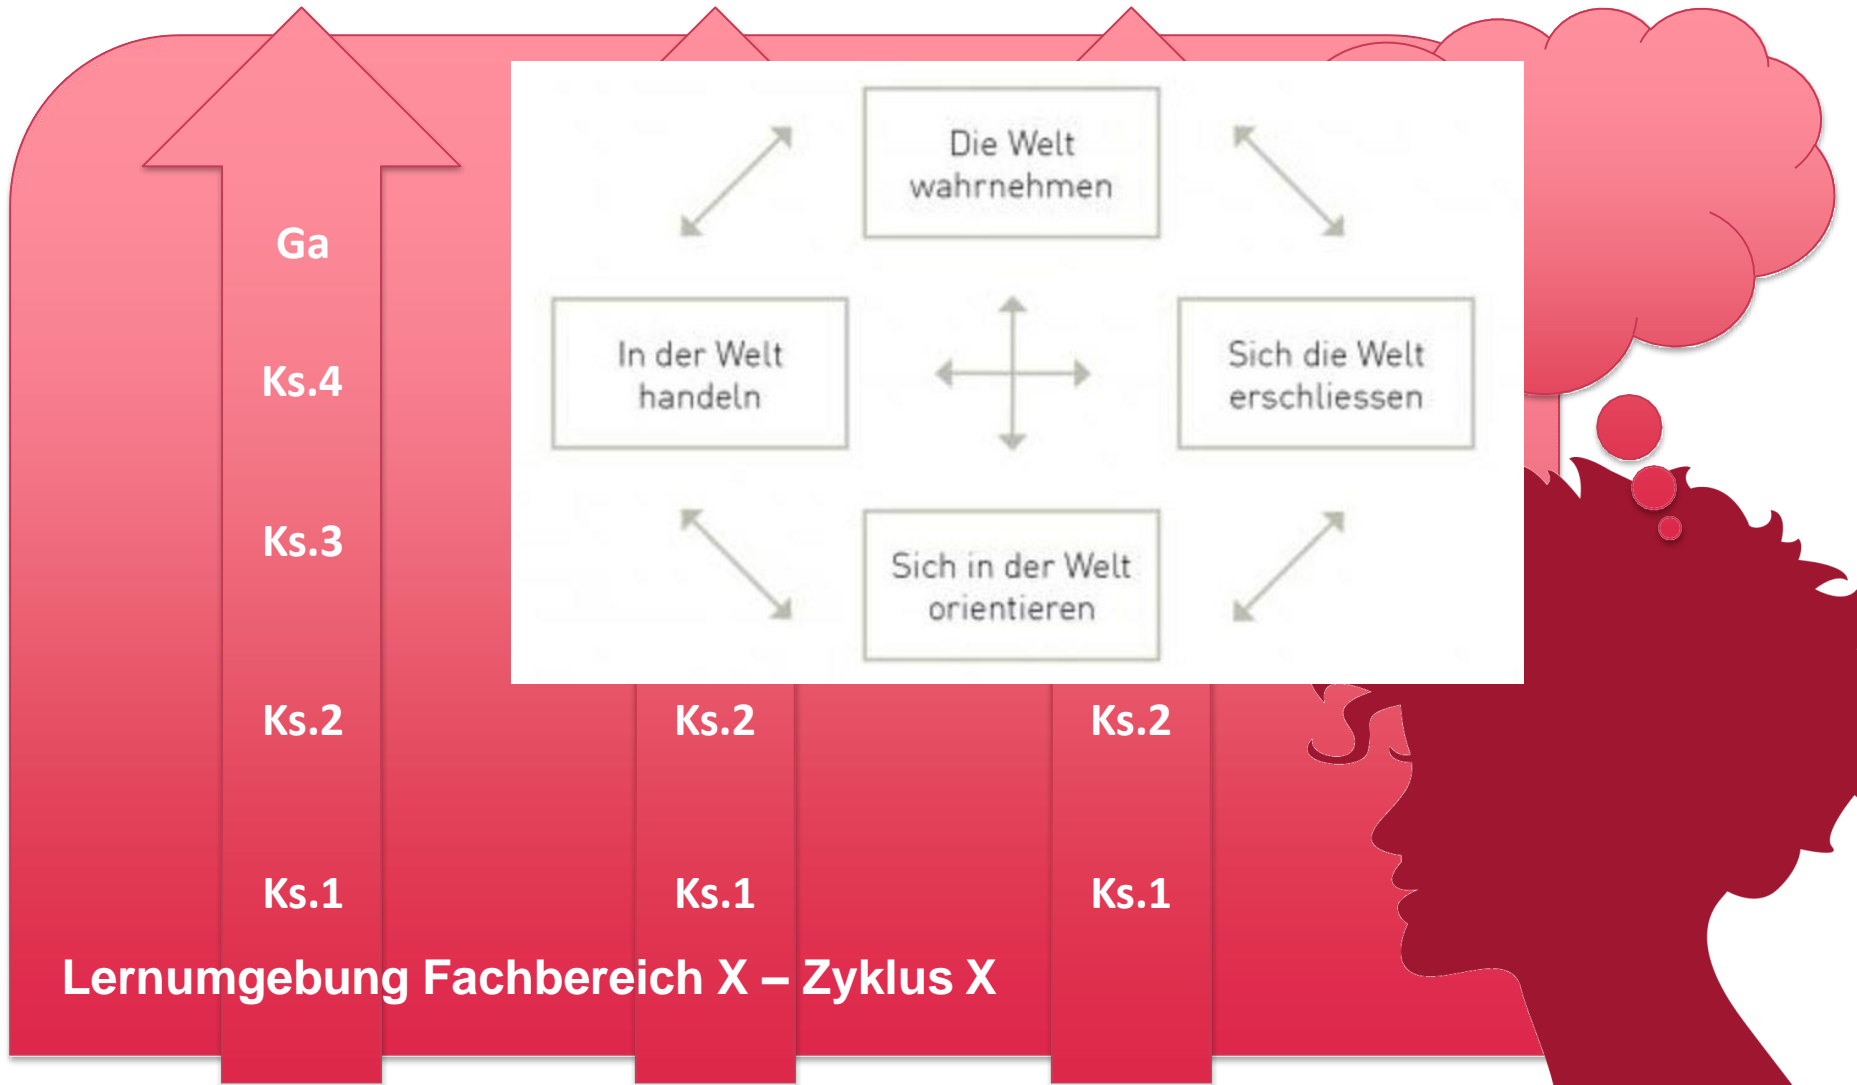 Die Welt
wahrnehmen
In der Welt
handeln
Sich die Welt
erschliessen
Sich in der Welt
orientieren
Ga
Ks.4
Ks.3
Ks.2
Ks.2
Ks.2
Ks.1
Ks.1
Ks.1
Lernumgebung Fachbereich X – Zyklus X